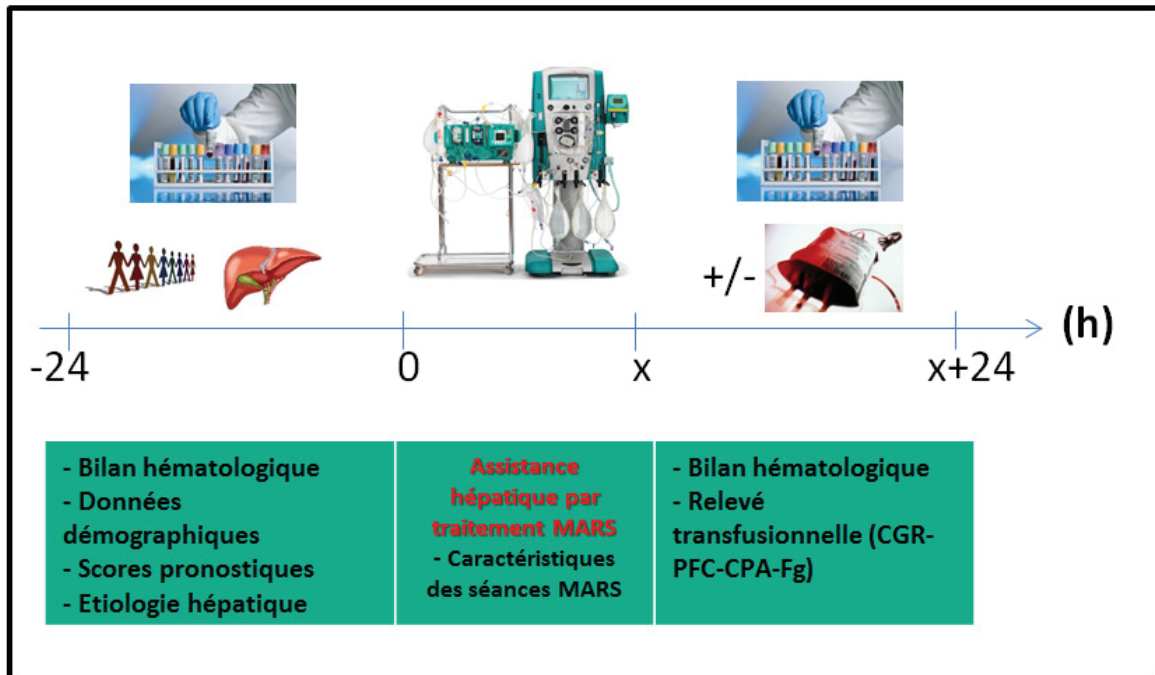 +/-
(h)
-24
0
x
x+24
- Bilan hématologique
- Données
démographiques
- Scores pronostiques
- Etiologie hépatique
Assistance
hépatique par
traitement MARS
- Caractéristiques
des séances MARS
- Bilan hématologique
- Relevé
transfusionnelle (CGR-
PFC-CPA-Fg)